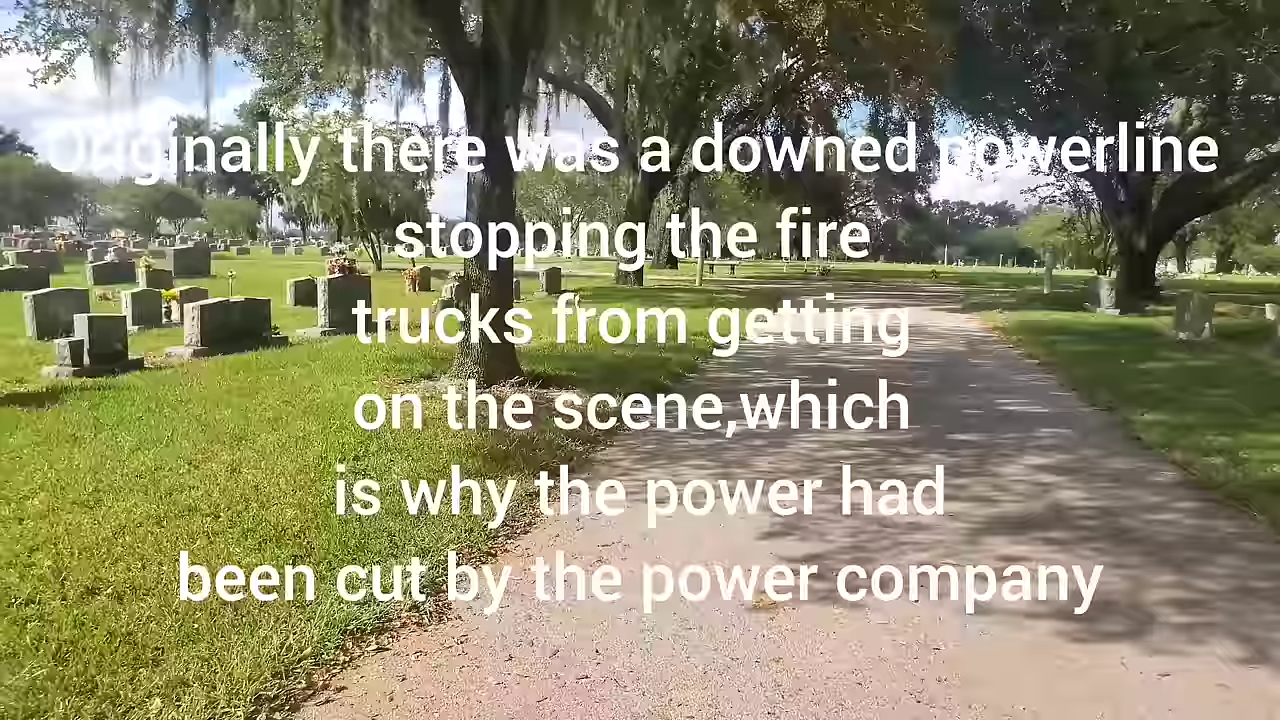 Originally there was a downed powerline
stopping the fire
trucks from getting
on the scene,which
is why the power had
been cut by the power company